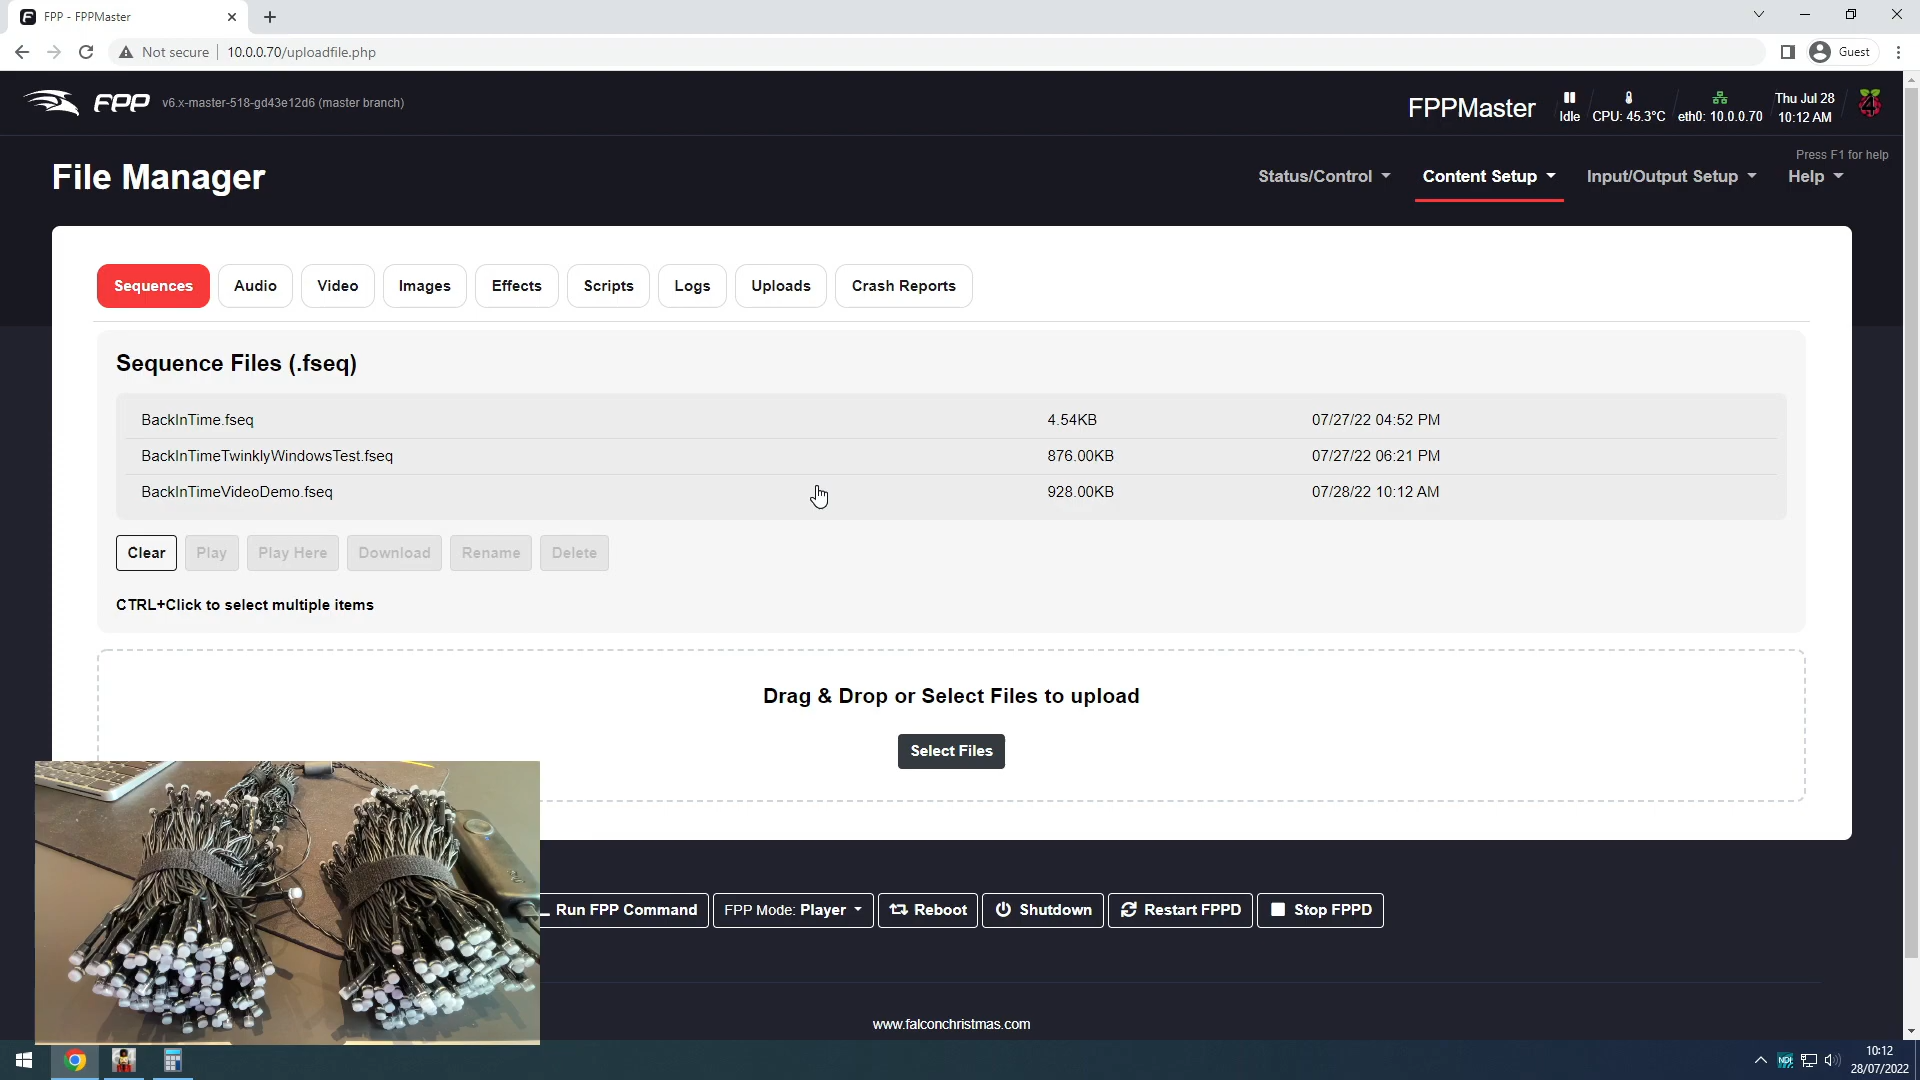 FPP - FPPMaster
Not secure
10.0.0.70/uploadfile.php
Guest
FPP
v6.x-master-518-gd43e12d6 (master branch)
FPPMaster
Idle
CPU: 45.3°C
eth0: 10.0.0.70
Thu Jul 28
10:12 AM
4
Press F1 for help
File Manager
Status/Control
Content Setup
Input/Output Setup
Help
Sequences
Audio
Video
Images
Effects
Scripts
Logs
Uploads
Crash Reports
Sequence Files (.fseq)
BackInTime.fseq 4.54KB 07/27/22 04:52 PM
BackInTimeTwinklyWindowsTest.fseq 876.00KB 07/27/22 06:21 PM
BackInTimeVideoDemo.fseq 928.00KB 07/28/22 10:12 AM
Clear
Play
Play Here
Download
Rename
Delete
CTRL+Click to select multiple items
Drag & Drop or Select Files to upload
Select Files
Run FPP Command
FPP Mode: Player
Reboot
Shutdown
Restart FPPD
Stop FPPD
www.falconchristmas.com
NDI
10:12
28/07/2022